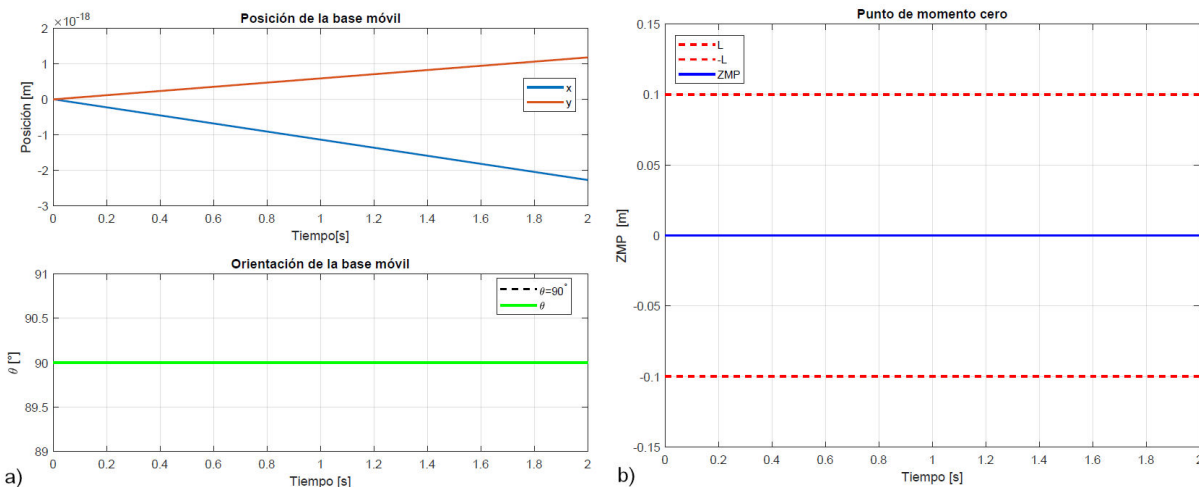 Posición de la base móvil
×10⁻¹⁸
2
1
0
-1
-2
-3
Posición [m]
x
y
0 0.2 0.4 0.6 0.8 1 1.2 1.4 1.6 1.8 2
Tiempo[s]
Orientación de la base móvil
91
90.5
90
89.5
89
θ [°]
θ=90°
θ
0 0.2 0.4 0.6 0.8 1 1.2 1.4 1.6 1.8 2
Tiempo [s]
a)
Punto de momento cero
0.15
0.1
0.05
0
-0.05
-0.1
-0.15
ZMP [m]
L
-L
ZMP
0 0.2 0.4 0.6 0.8 1 1.2 1.4 1.6 1.8 2
Tiempo [s]
b)